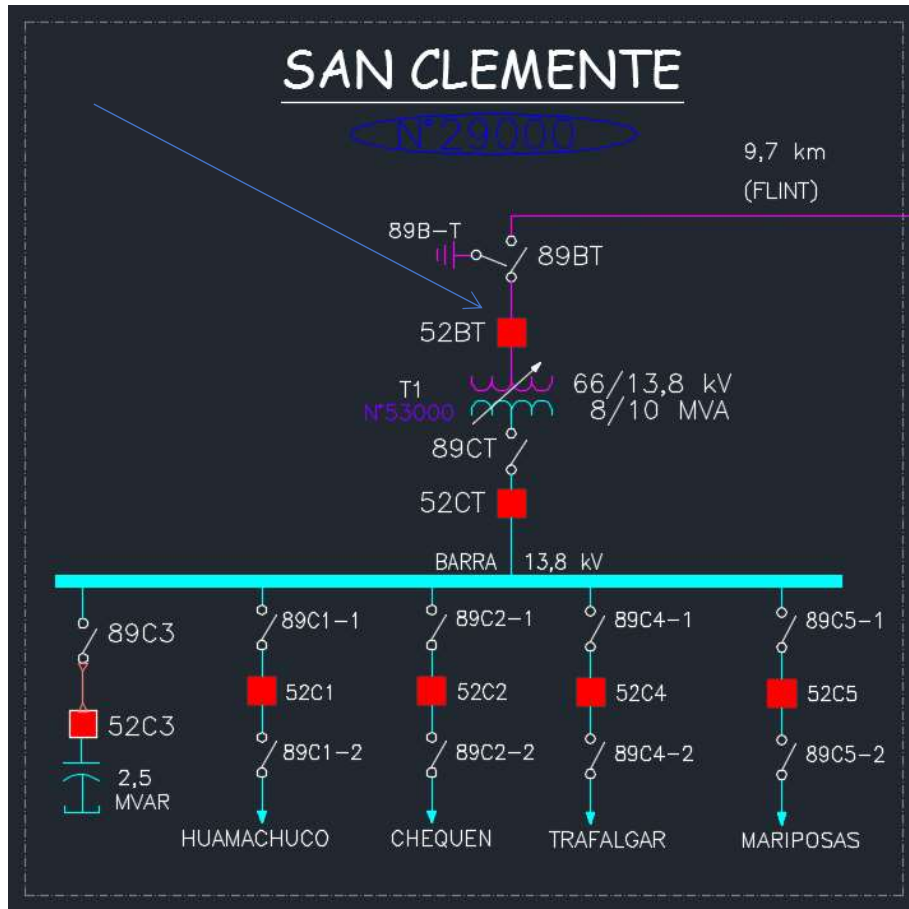 SAN CLEMENTE
N°29000
9,7 km
(FLINT)
89B-T
89BT
52BT
T1
N°53000
66/13,8 kV
8/10 MVA
89CT
52CT
BARRA 13,8 kV
89C3
89C1-1
89C2-1
89C4-1
89C5-1
52C3
52C1
52C2
52C4
52C5
89C1-2
89C2-2
89C4-2
89C5-2
2,5
MVAR
HUAMACHUCO
CHEQUEN
TRAFALGAR
MARIPOSAS